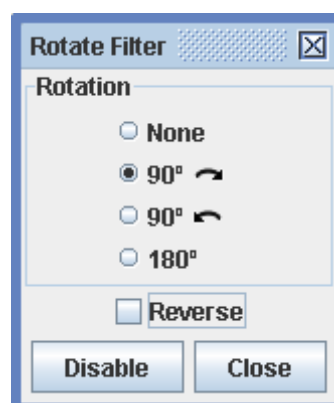 Rotate Filter
Rotation
None
90°
90°
180°
Reverse
Disable
Close